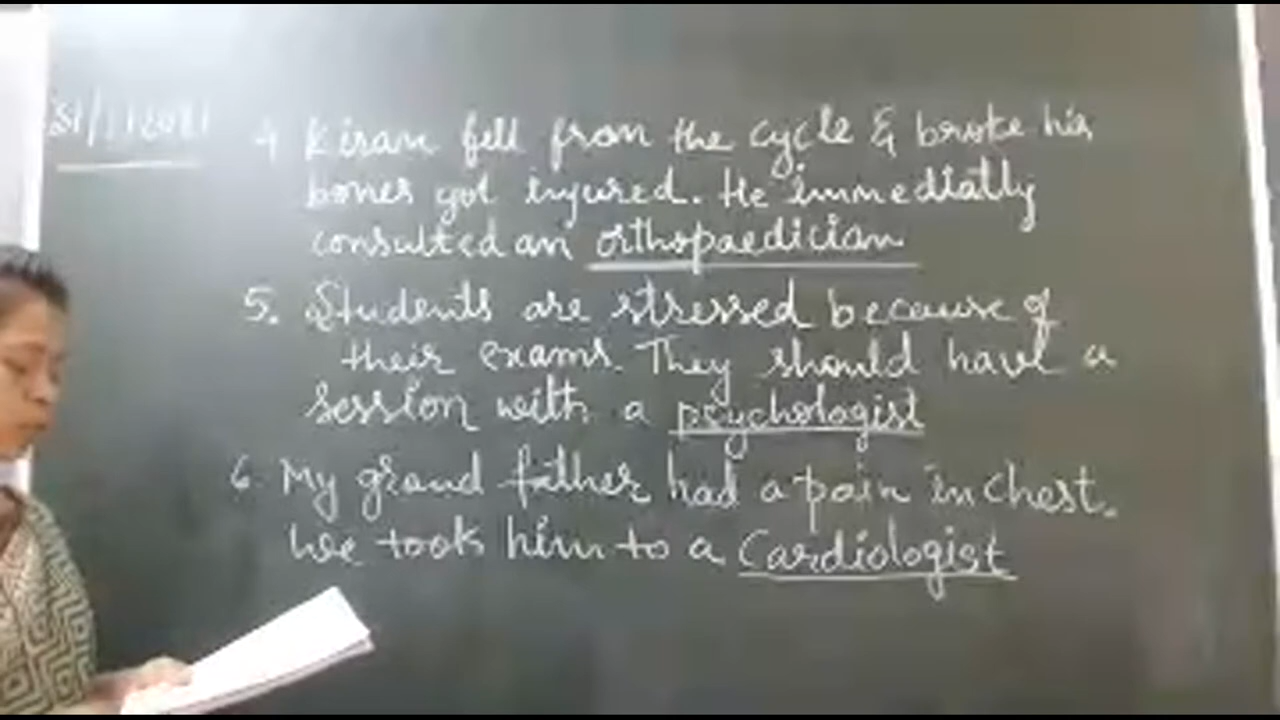 4 Kiran fell from the cycle & broke his
bones got injured. He immediatly
consulted an orthopaedician
5. Students are stressed because of
their exams. They should have a
session with a psychologist
6 My grand father had a pain in chest.
We took him to a Cardiologist